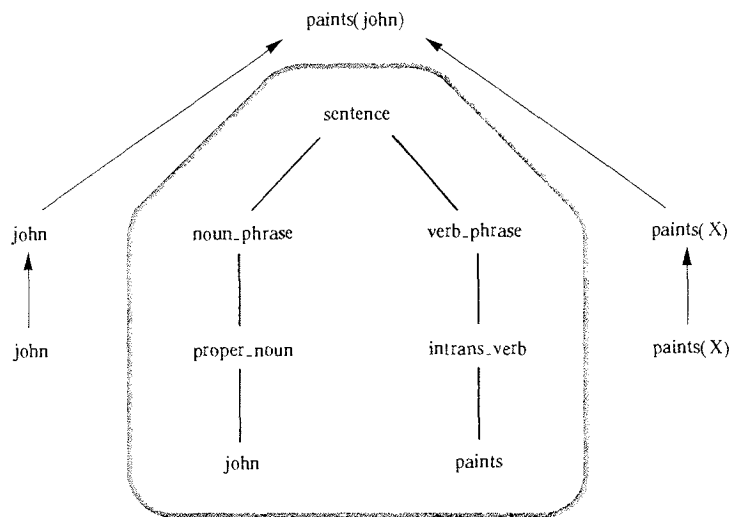 paints(john)
sentence
john noun_phrase verb_phrase paints(X)
john proper_noun intrans_verb paints(X)
john paints